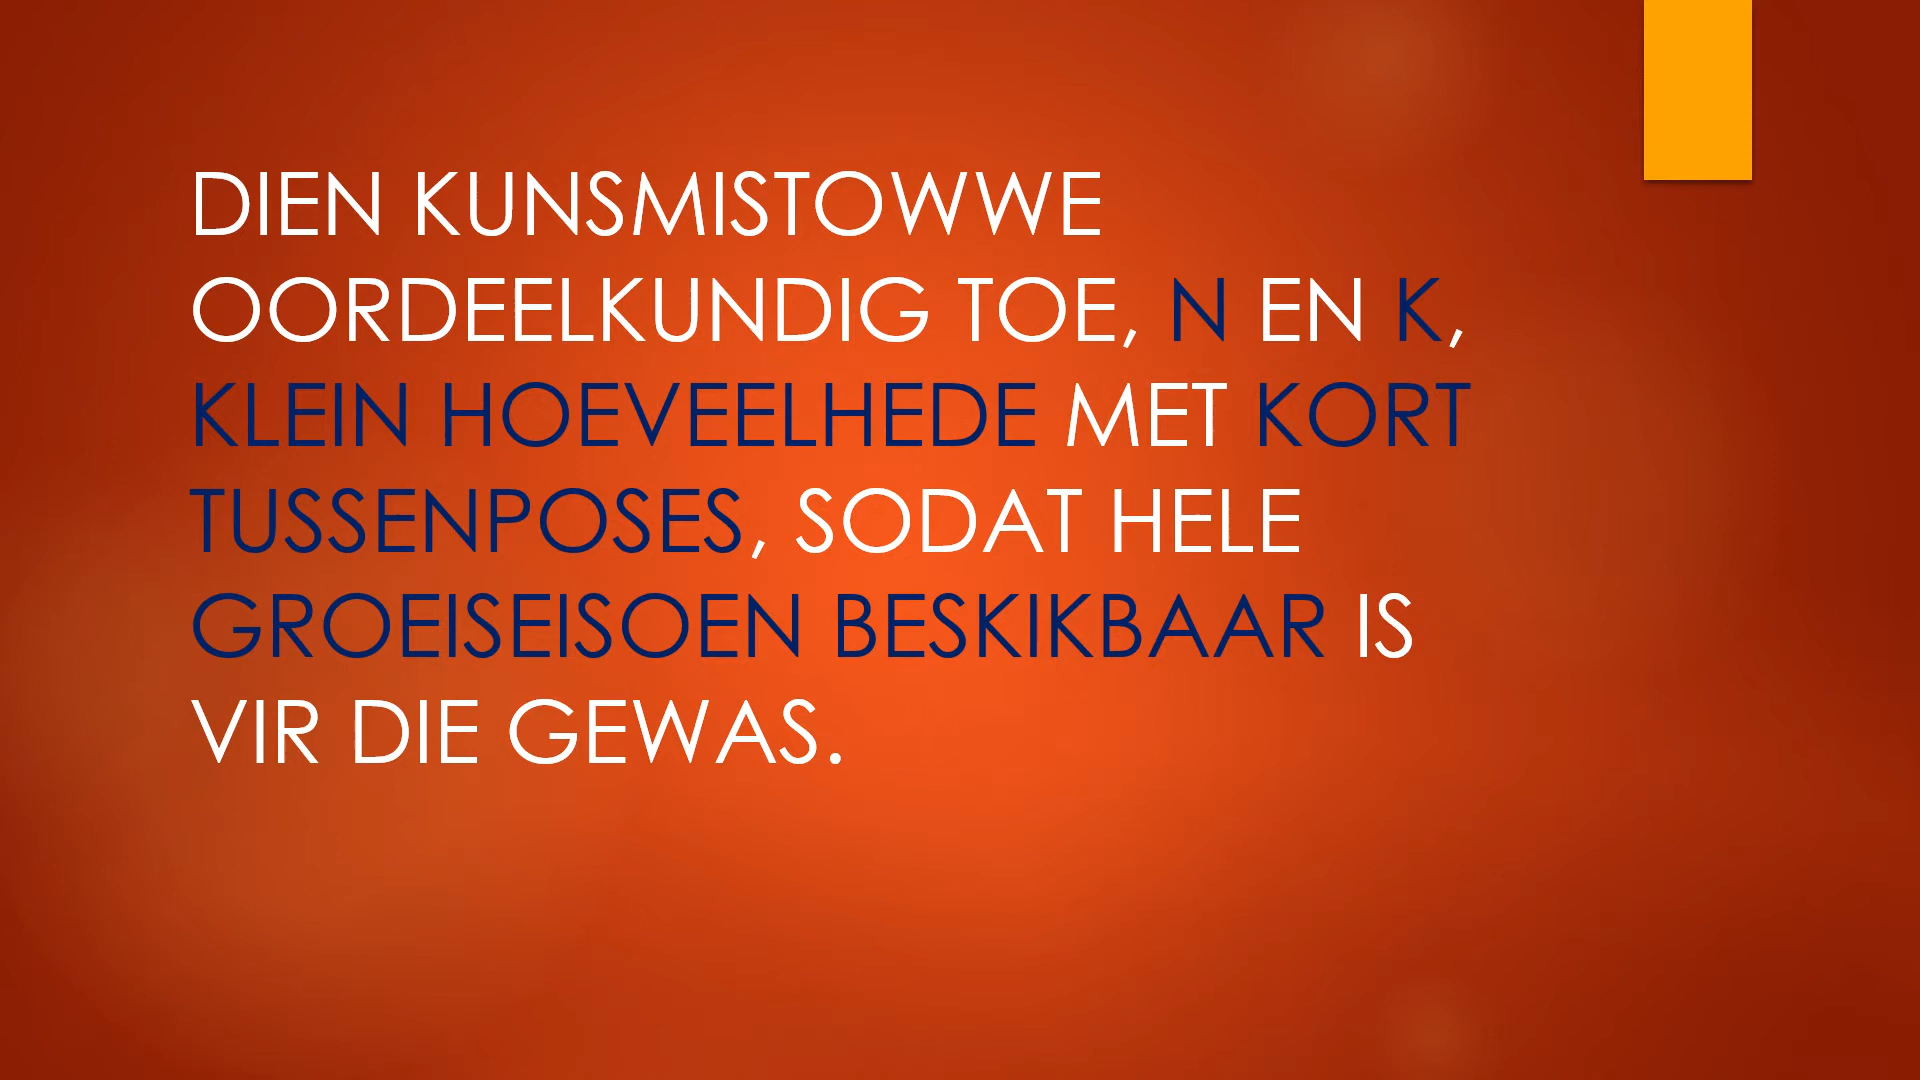 DIEN KUNSMISTOWWE
OORDEELKUNDIG TOE, N EN K,
KLEIN HOEVEELHEDE MET KORT
TUSSENPOSES, SODAT HELE
GROEISEISOEN BESKIKBAAR IS
VIR DIE GEWAS.